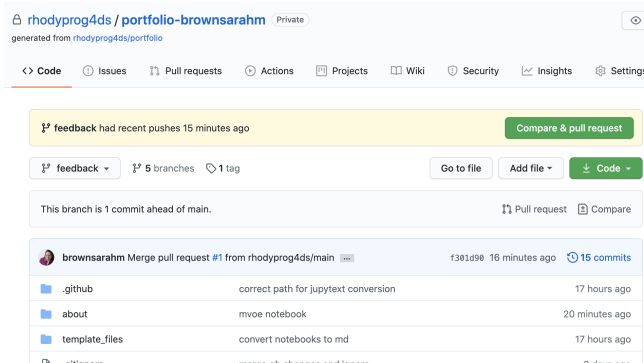 rhodyprog4ds / portfolio-brownsarahm Private
generated from rhodyprog4ds/portfolio
<> Code Issues Pull requests Actions Projects Wiki Security Insights Settings
feedback had recent pushes 15 minutes ago Compare & pull request
feedback 5 branches 1 tag Go to file Add file Code
This branch is 1 commit ahead of main. Pull request Compare
brownsarahm Merge pull request #1 from rhodyprog4ds/main ... f301d90 16 minutes ago 15 commits
.github correct path for jupytext conversion 17 hours ago
about mvoe notebook 20 minutes ago
template_files convert notebooks to md 17 hours ago